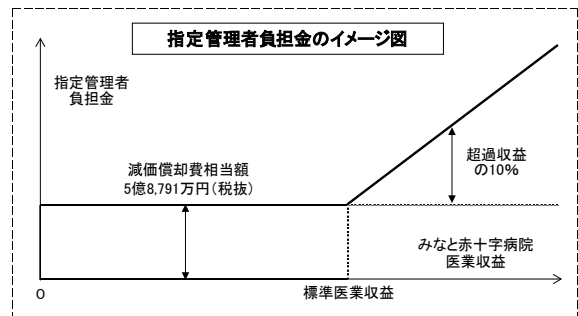 指定管理者負担金のイメージ図
指定管理者
負担金
減価償却費相当額
5億8,791万円(税抜)
超過収益
の10%
みなと赤十字病院
医業収益
0
標準医業収益